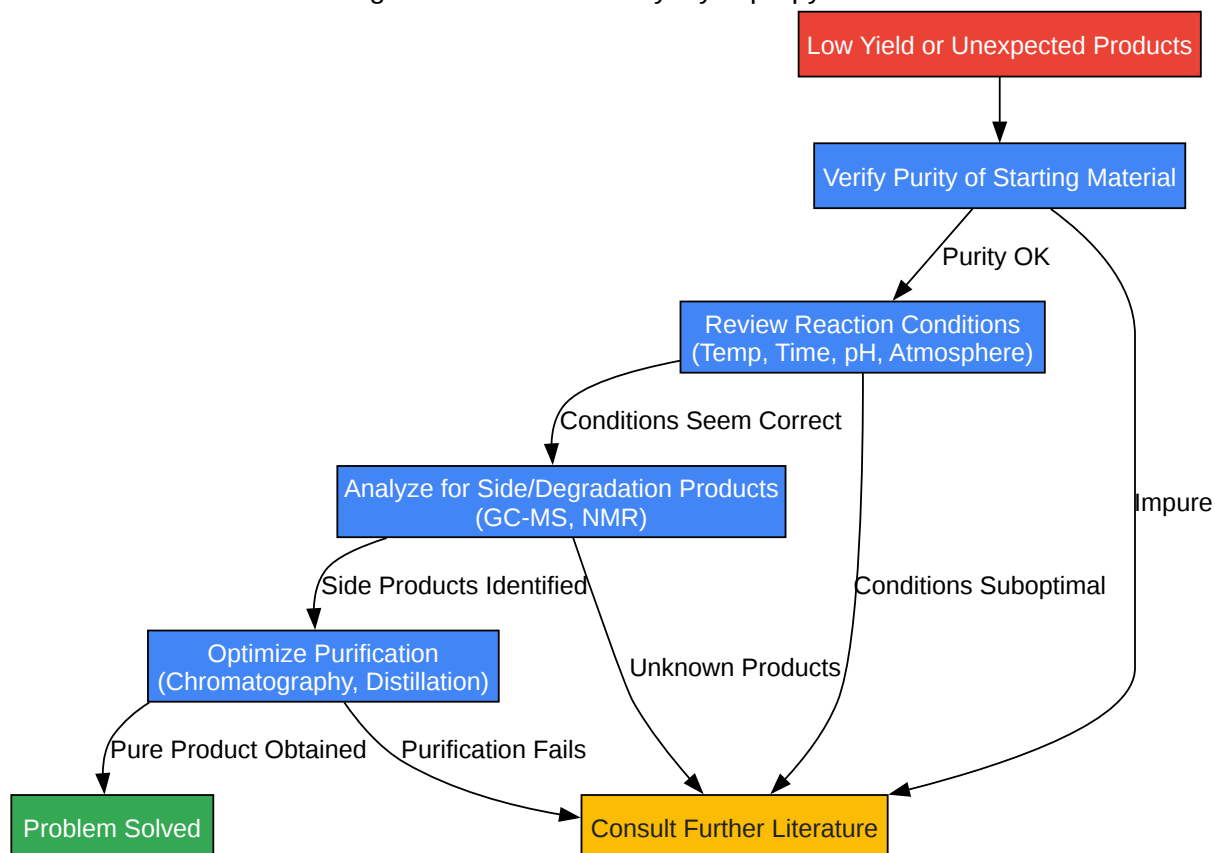 Low Yield or Unexpected Products
Verify Purity of Starting Material
Purity OK
Review Reaction Conditions
(Temp, Time, pH, Atmosphere)
Conditions Seem Correct
Analyze for Side/Degradation Products
(GC-MS, NMR)
Impure
Side Products Identified
Conditions Suboptimal
Optimize Purification
(Chromatography, Distillation)
Unknown Products
Pure Product Obtained
Purification Fails
Problem Solved
Consult Further Literature